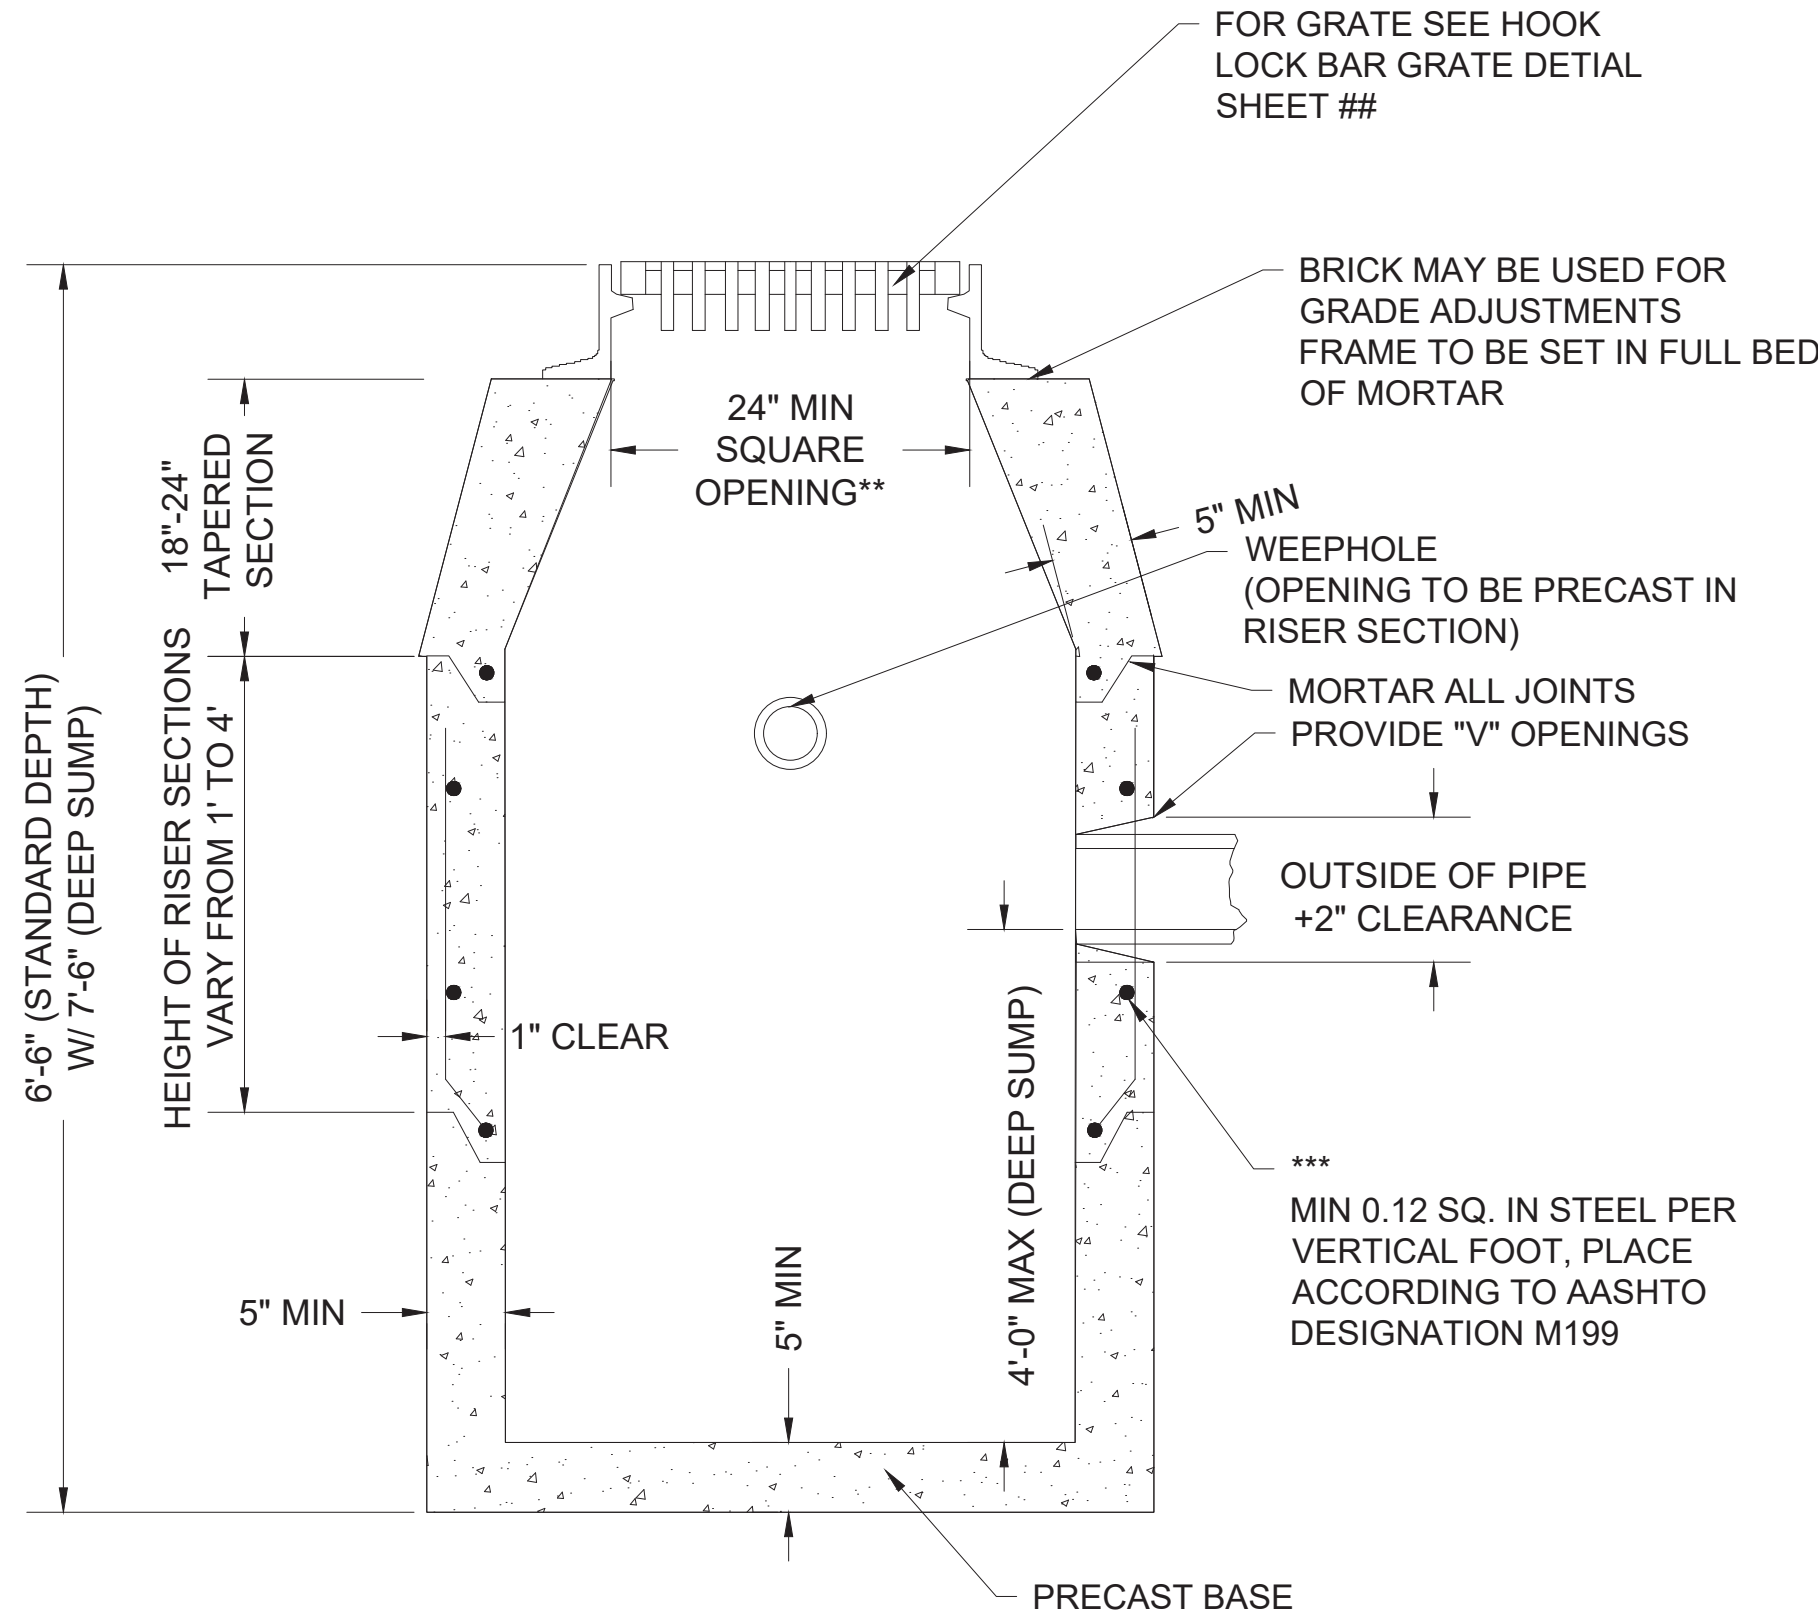 FOR GRATE SEE HOOK
LOCK BAR GRATE DETIAL
SHEET ##
BRICK MAY BE USED FOR
GRADE ADJUSTMENTS
FRAME TO BE SET IN FULL BED
OF MORTAR
24" MIN
SQUARE
OPENING**
18"-24"
TAPERED
SECTION
5" MIN
WEEPHOLE
(OPENING TO BE PRECAST IN
RISER SECTION)
MORTAR ALL JOINTS
PROVIDE "V" OPENINGS
6'-6" (STANDARD DEPTH)
W/ 7'-6" (DEEP SUMP)
HEIGHT OF RISER SECTIONS
VARY FROM 1' TO 4'
OUTSIDE OF PIPE
+2" CLEARANCE
1" CLEAR
4'-0" MAX (DEEP SUMP)
***
MIN 0.12 SQ. IN STEEL PER
VERTICAL FOOT, PLACE
ACCORDING TO AASHTO
DESIGNATION M199
5" MIN
5" MIN
PRECAST BASE